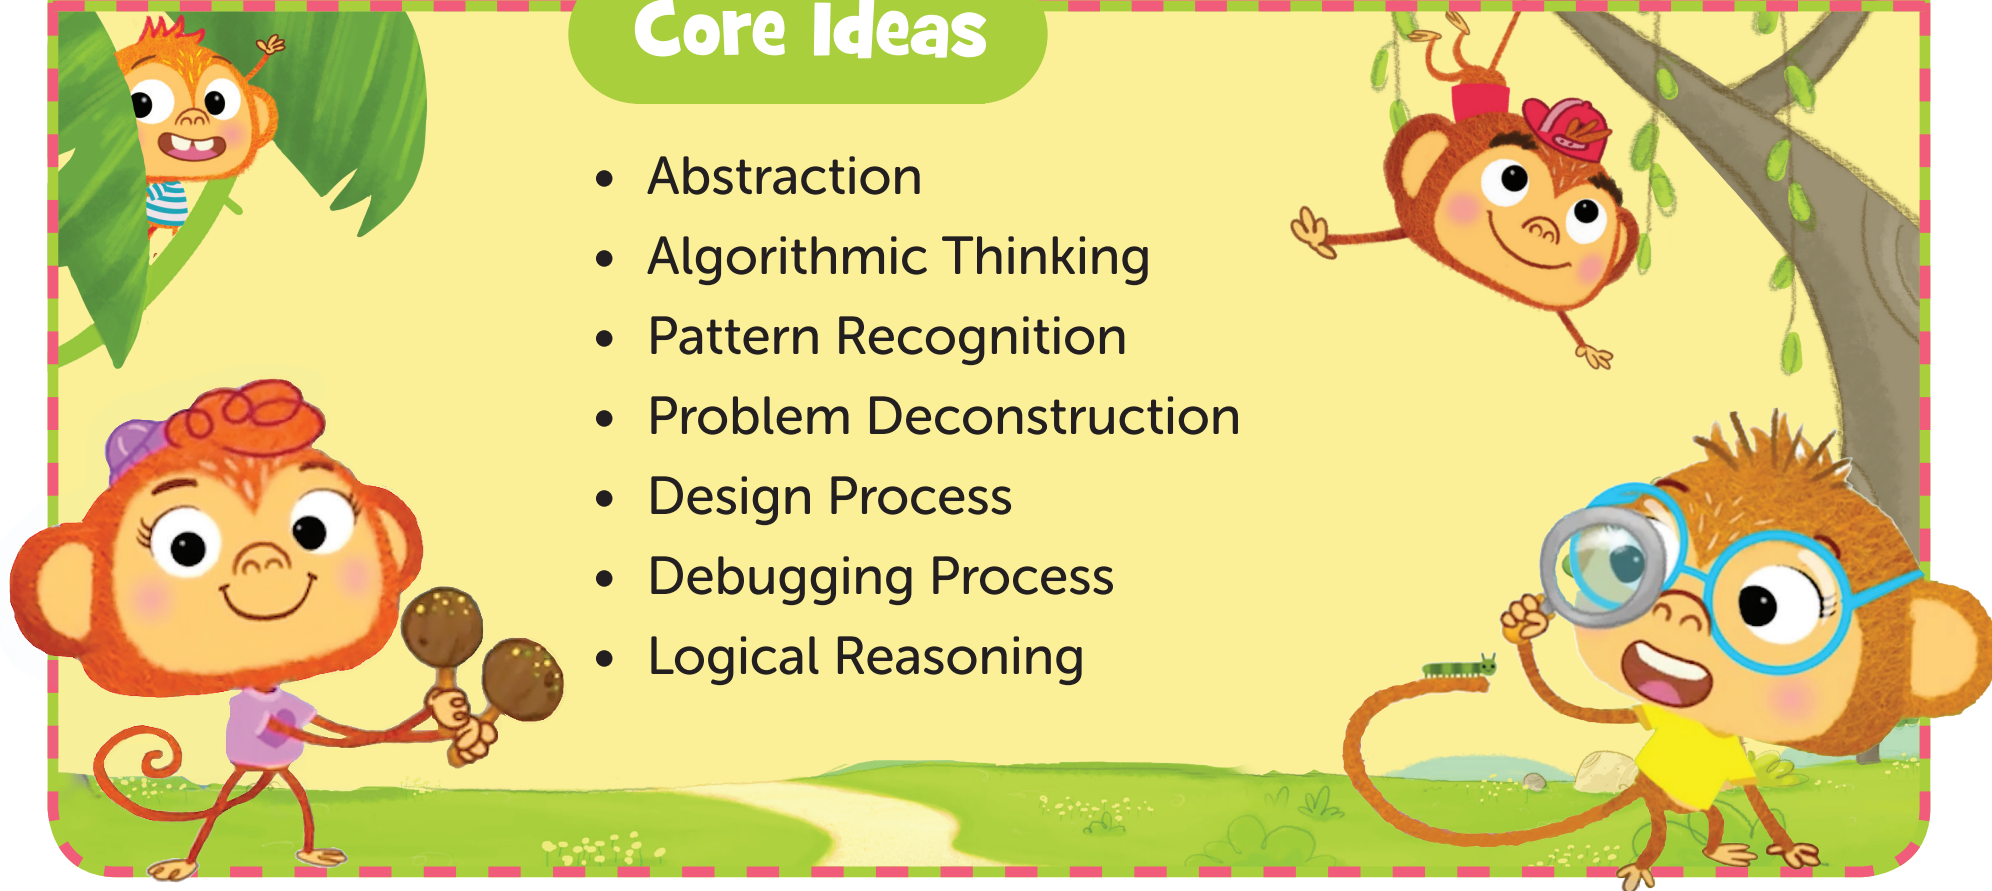 Core Ideas
• Abstraction
• Algorithmic Thinking
• Pattern Recognition
• Problem Deconstruction
• Design Process
• Debugging Process
• Logical Reasoning